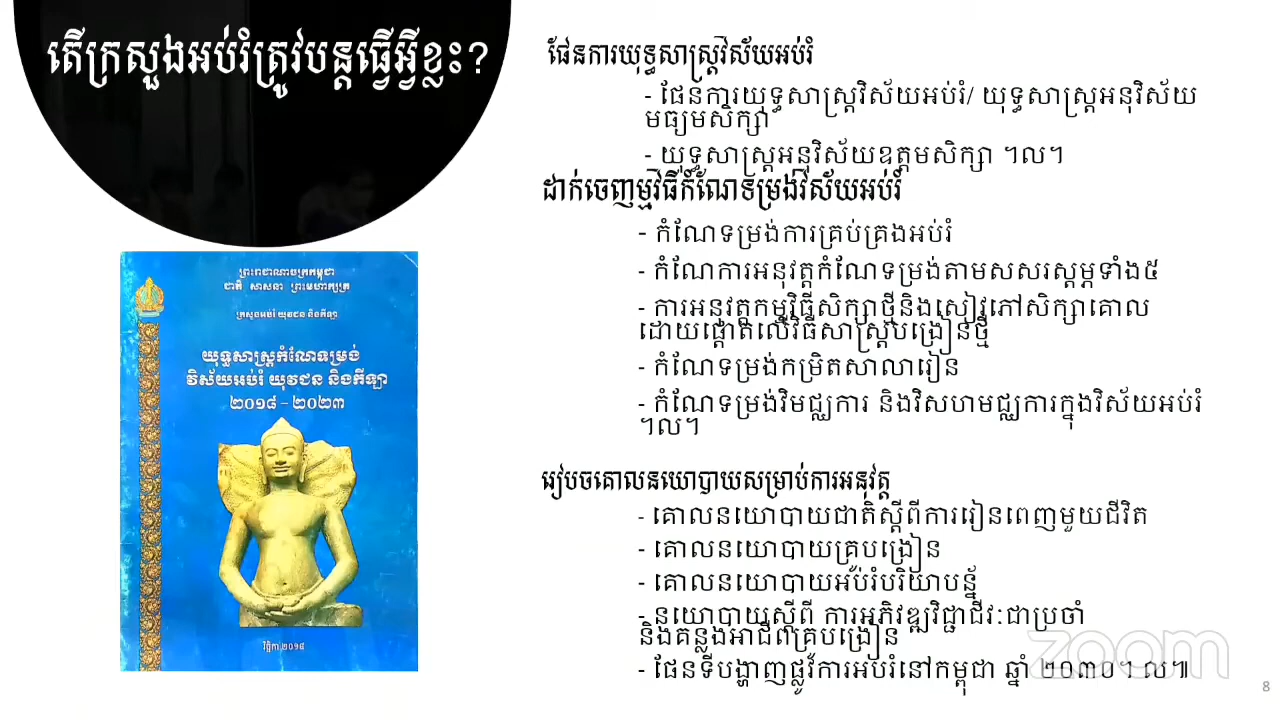 តើក្រសួងអប់រំត្រូវបន្តធ្វើអ្វីខ្លះ?
ផែនការយុទ្ធសាស្ត្រវិស័យអប់រំ
- ផែនការយុទ្ធសាស្ត្រវិស័យអប់រំ/ យុទ្ធសាស្ត្រអនុវិស័យ
មធ្យមសិក្សា
- យុទ្ធសាស្ត្រអនុវិស័យឧត្តមសិក្សា ។ល។
ដាក់ចេញម្មវិធីកំណែទម្រង់វិស័យអប់រំ
- កំណែទម្រង់ការគ្រប់គ្រងអប់រំ
- កំណែការអនុវត្តកំណែទម្រង់តាមសសរស្តម្ភទាំង៥
- ការអនុវត្តកម្មវិធីសិក្សាថ្មីនិងសៀវភៅសិក្សាគោល
ដោយផ្តោតលើវិធីសាស្ត្របង្រៀនថ្មី
- កំណែទម្រង់កម្រិតសាលារៀន
- កំណែទម្រង់វិមជ្ឈការ និងវិសហមជ្ឈការក្នុងវិស័យអប់រំ
។ល។
រៀបចគោលនយោបាយសម្រាប់ការអនុវត្ត
- គោលនយោបាយជាតិស្តីពីការរៀនពេញមួយជីវិត
- គោលនយោបាយគ្រូបង្រៀន
- គោលនយោបាយអប់រំបរិយាបន្ន័
- នយោបាយស្តីពី ការអភិវឌ្ឍវិជ្ជាជីវៈជាប្រចាំ
និងគន្លងអាជីពគ្រូបង្រៀន
- ផែនទីបង្ហាញផ្លូវការអប់រំនៅកម្ពុជា ឆ្នាំ ២០៣០។ ល៕
ព្រះរាជាណាចក្រកម្ពុជា
ជាតិ សាសនា ព្រះមហាក្សត្រ
ក្រសួងអប់រំ យុវជន និងកីឡា
យុទ្ធសាស្ត្រកំណែទម្រង់
វិស័យអប់រំ យុវជន និងកីឡា
២០១៨ - ២០២៣
វិច្ឆិកា ២០១៨
zoom
8